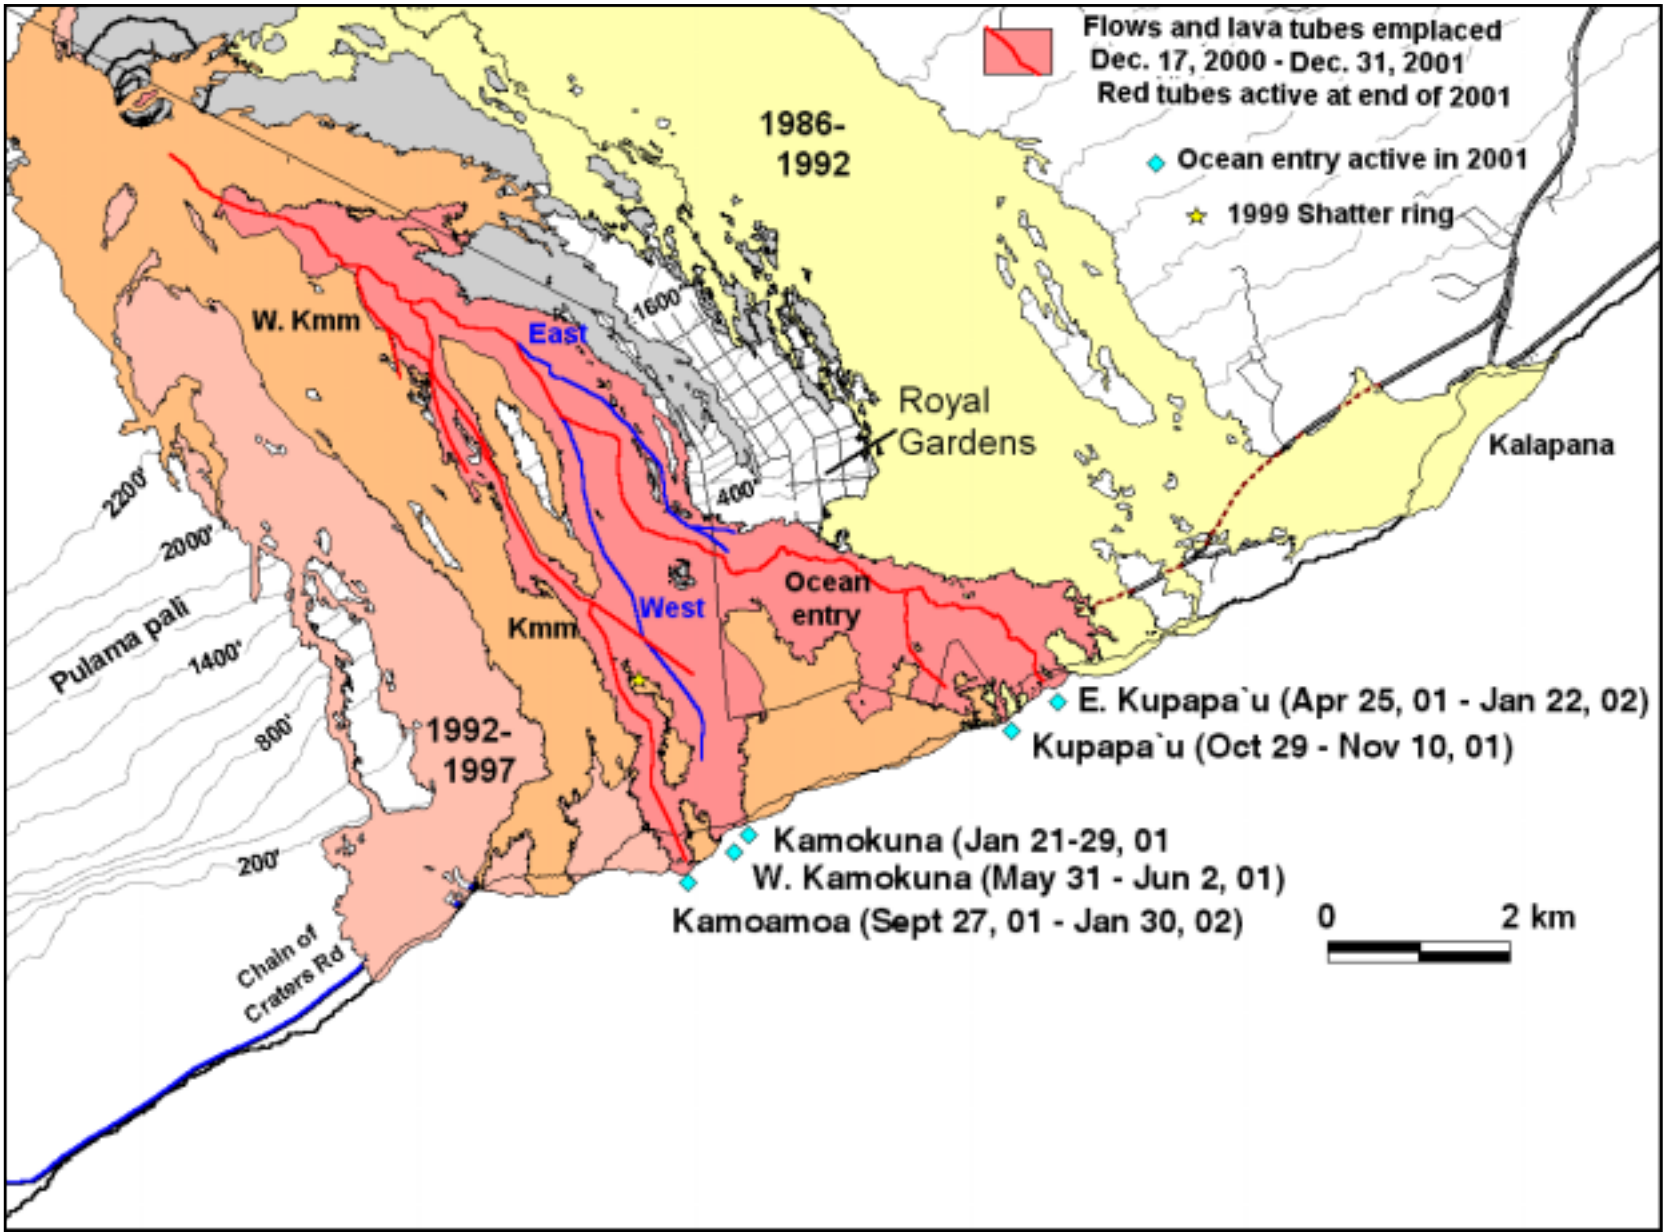 Flows and lava tubes emplaced
Dec. 17, 2000 - Dec. 31, 2001
Red tubes active at end of 2001
Ocean entry active in 2001
1999 Shatter ring
1986-
1992
1600'
W. Kmm
East
Royal
Gardens
Kalapana
400'
2200'
2000'
Pulama pali
1400'
800'
200'
West
Ocean
entry
Kmm
1992-
1997
E. Kupapa`u (Apr 25, 01 - Jan 22, 02)
Kupapa`u (Oct 29 - Nov 10, 01)
Kamokuna (Jan 21-29, 01
W. Kamokuna (May 31 - Jun 2, 01)
Kamoamoa (Sept 27, 01 - Jan 30, 02)
0 2 km
Chain of
Craters Rd